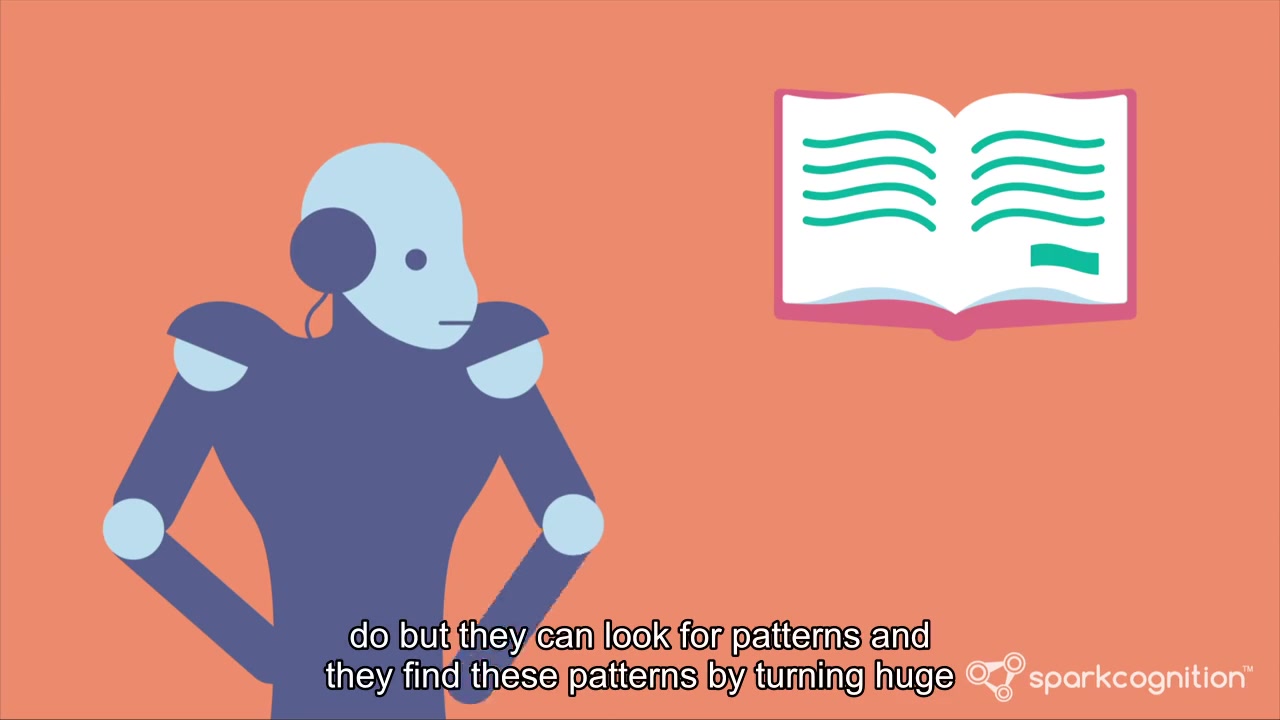 do but they can look for patterns and
they find these patterns by turning huge
sparkcognition™